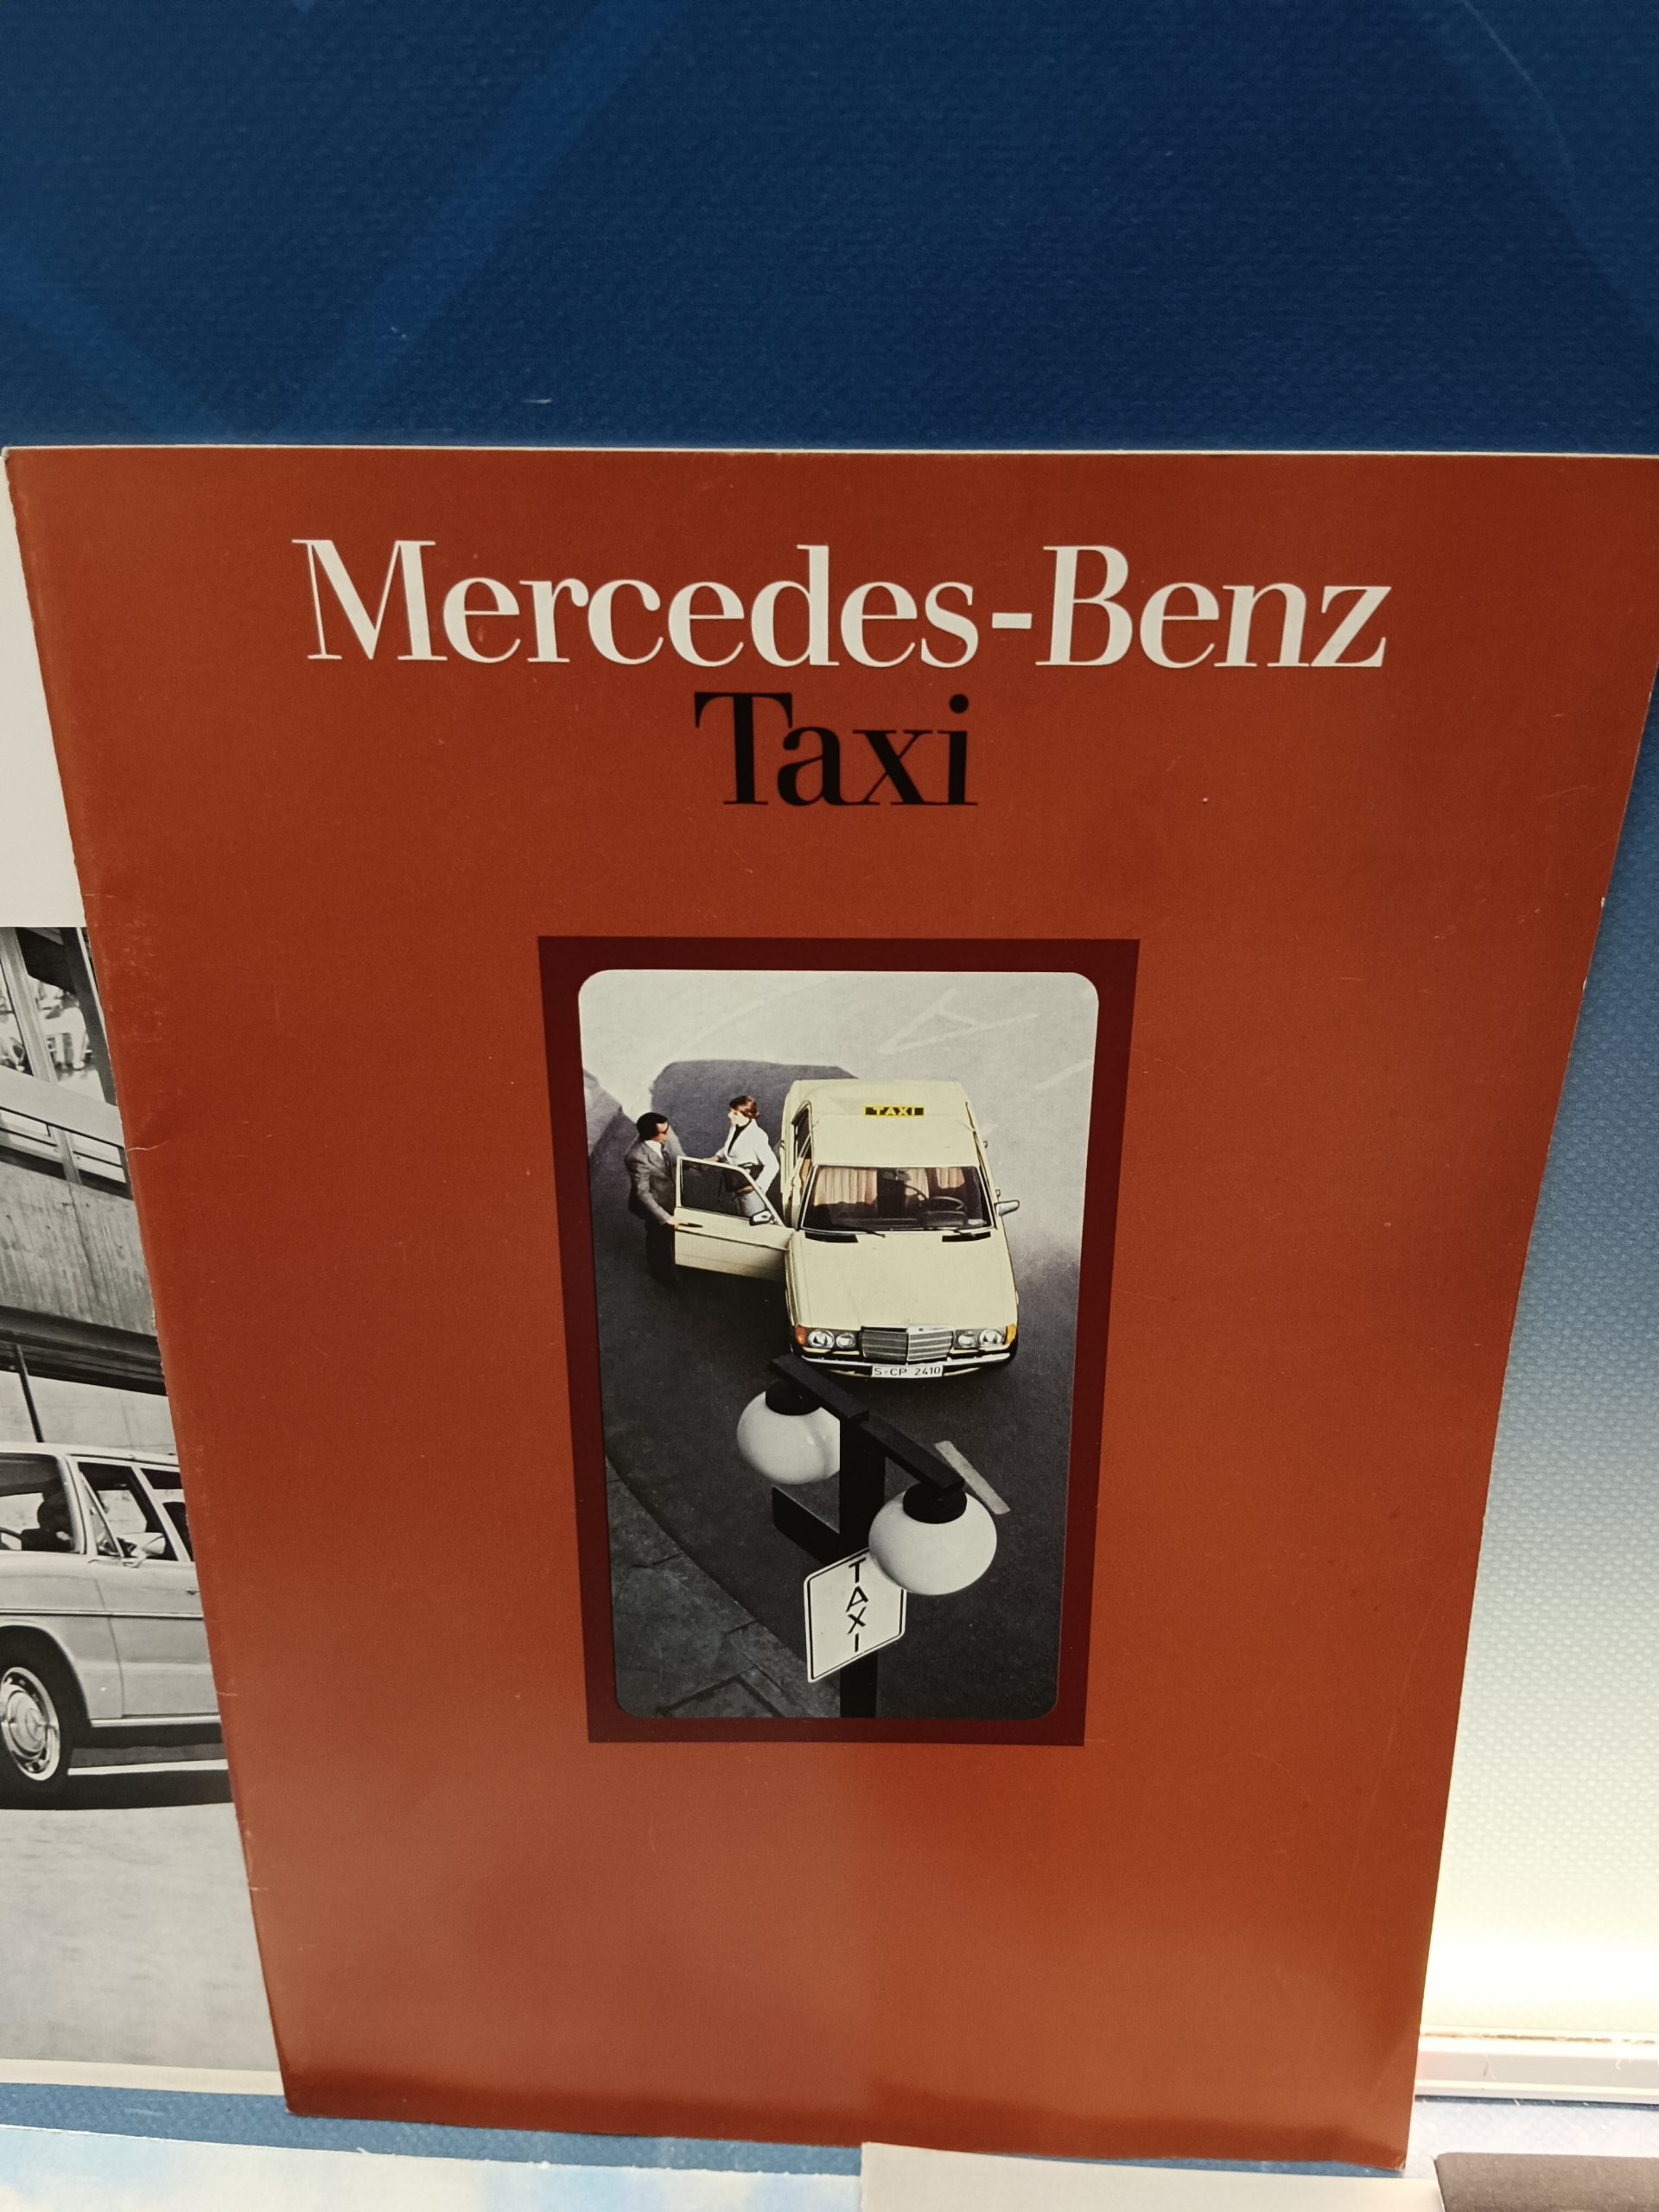 Mercedes-Benz
Taxi
TAXI
S-CP 2410
TAXI